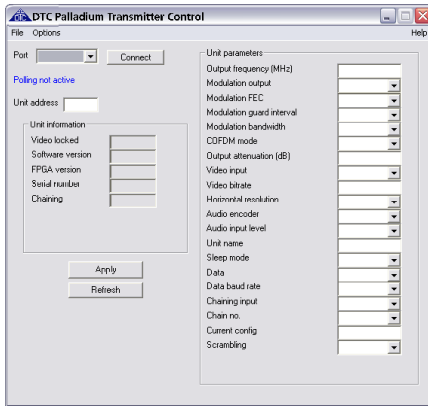 DTC Palladium Transmitter Control
File Options Help
Port Connect
Polling not active
Unit address
Unit information
Video locked
Software version
FPGA version
Serial number
Chaining
Apply
Refresh
Unit parameters
Output frequency (MHz)
Modulation output
Modulation FEC
Modulation guard interval
Modulation bandwidth
COFDM mode
Output attenuation (dB)
Video input
Video bitrate
Horizontal resolution
Audio encoder
Audio input level
Unit name
Sleep mode
Data
Data baud rate
Chaining input
Chain no.
Current config
Scrambling